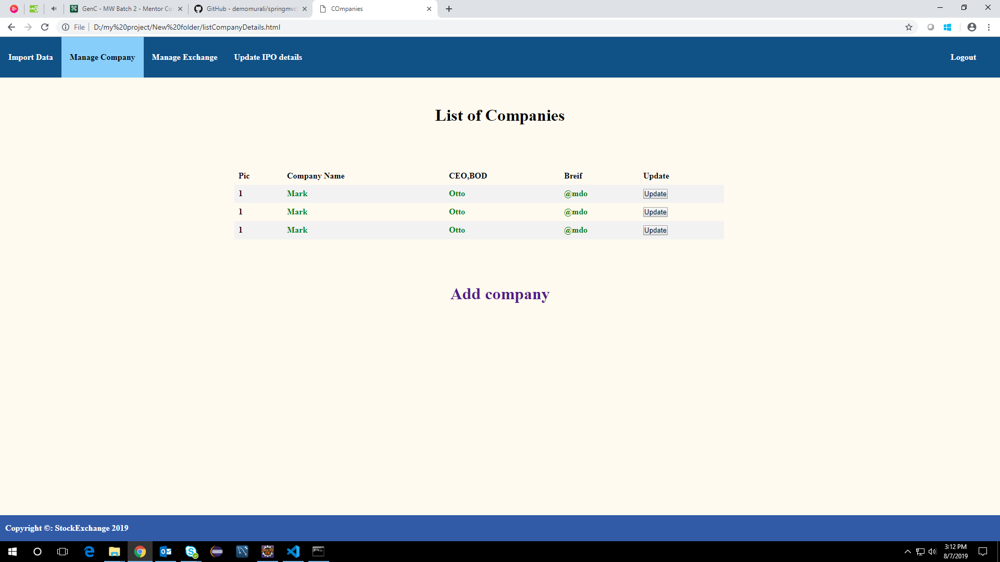 GenC - MW Batch 2 - Mentor Co
GitHub - demomurali/springmvc
COmpanies
File
D:/my%20project/New%20folder/listCompanyDetails.html
Import Data Manage Company Manage Exchange Update IPO details Logout
List of Companies
Pic Company Name CEO,BOD Breif Update
1 Mark Otto @mdo Update
1 Mark Otto @mdo Update
1 Mark Otto @mdo Update
Add company
Copyright ©: StockExchange 2019
3:12 PM
8/7/2019